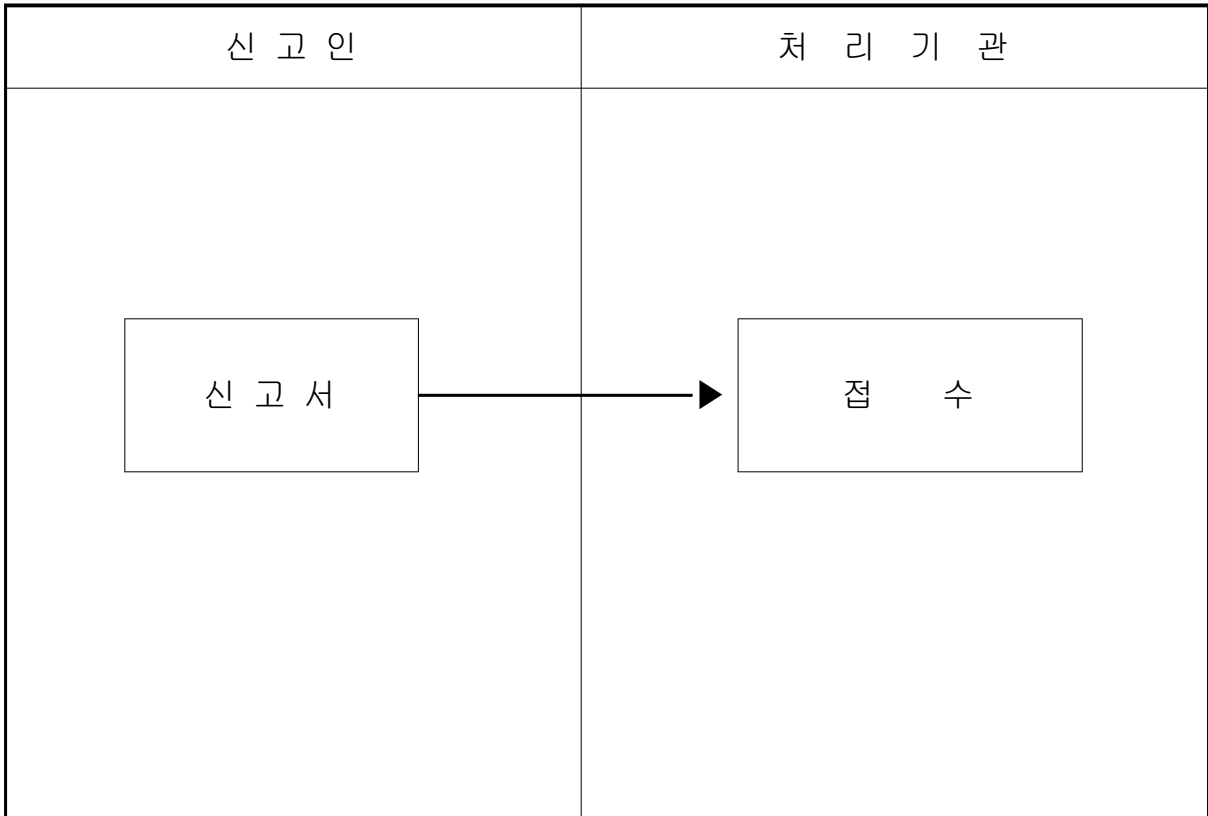 신 고 인
처 리 기 관
신 고 서
접 수